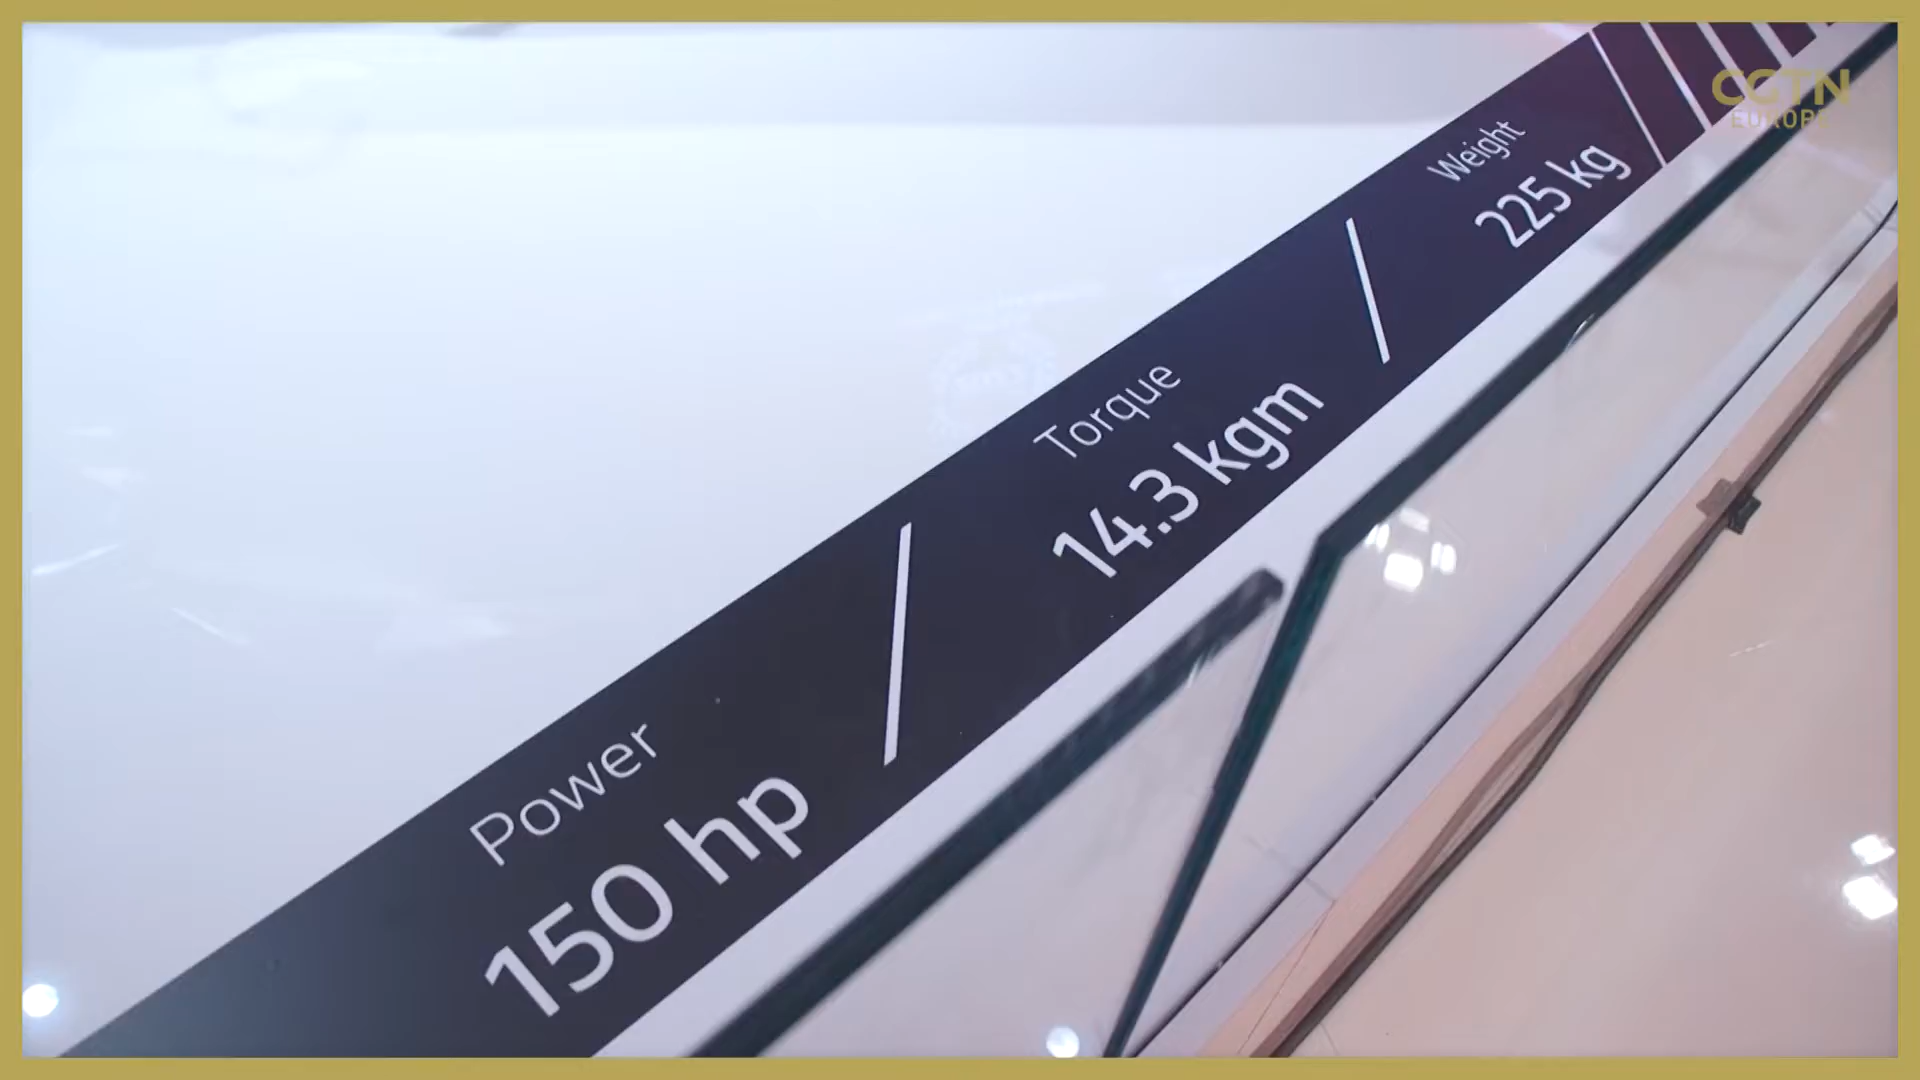 CGTN
EUROPE
Weight
225 kg
Torque
14.3 kgm
Power
150 hp